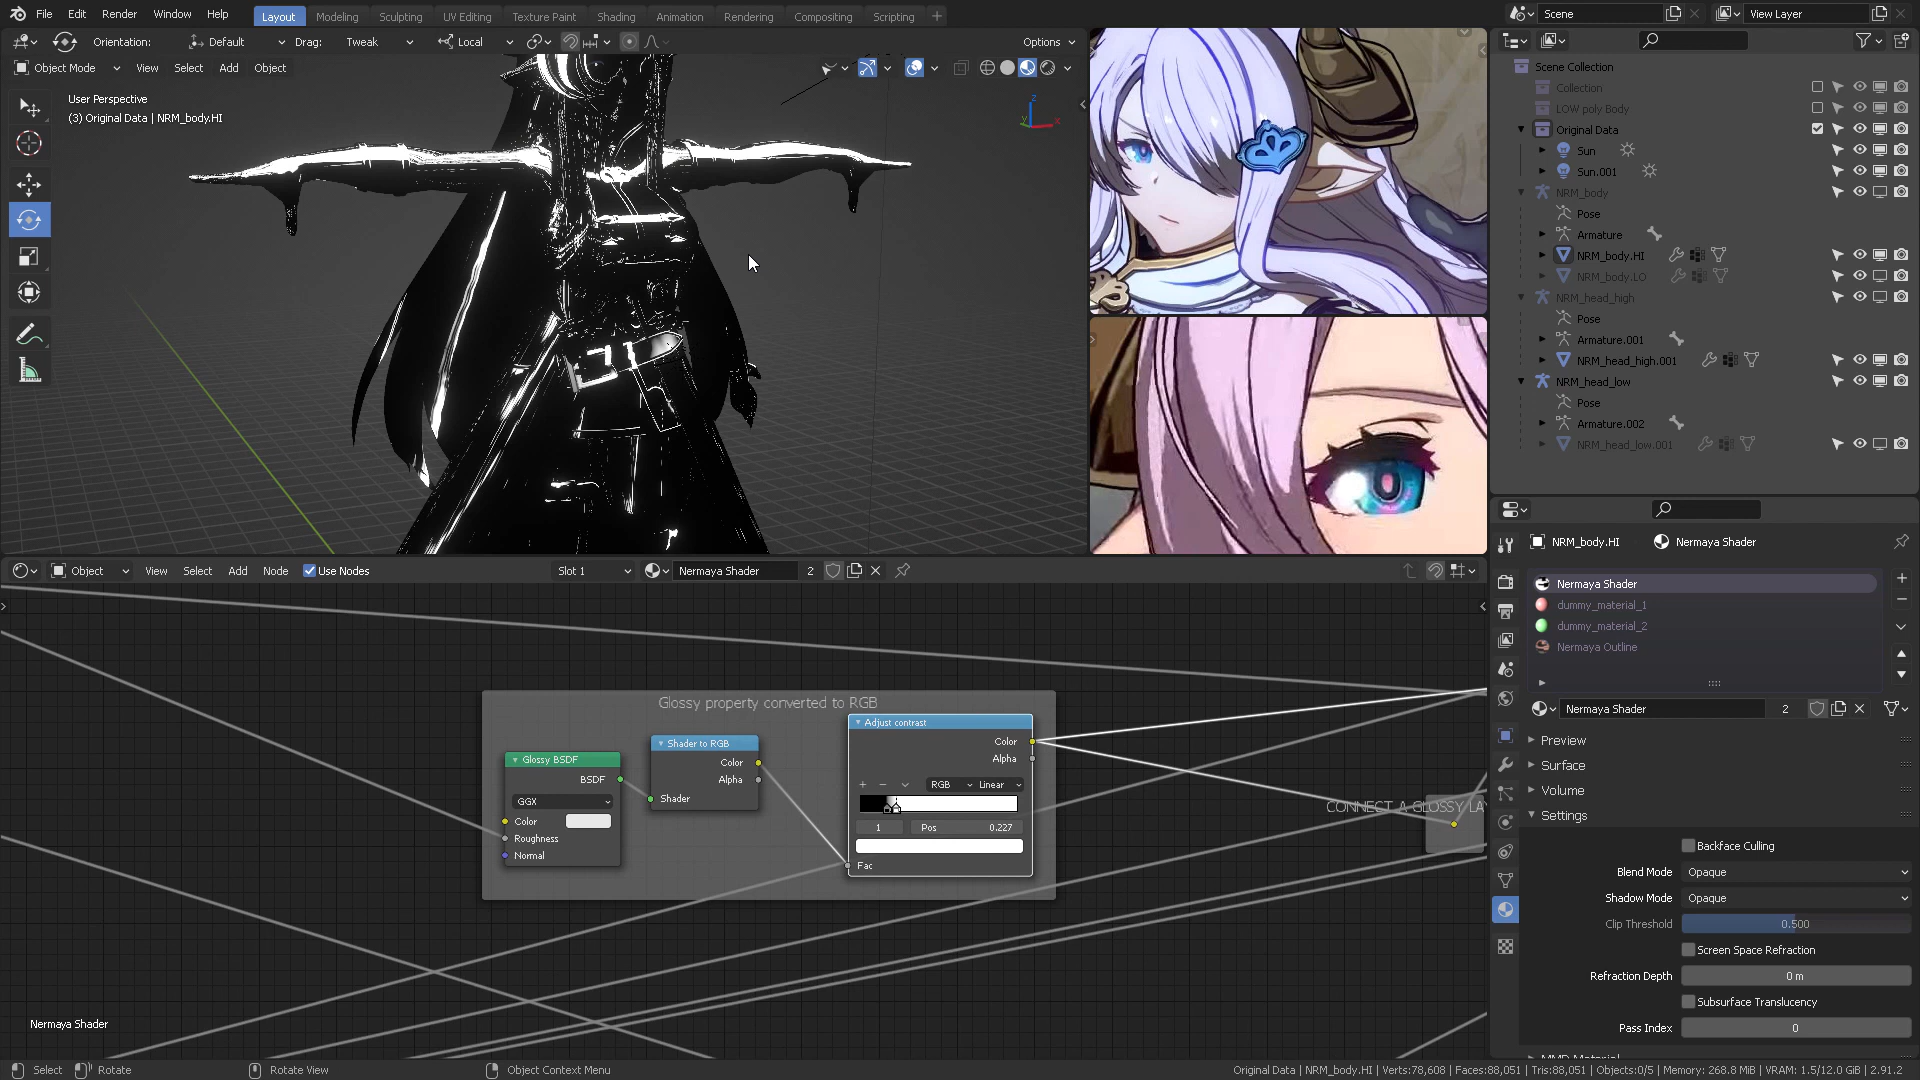 File Edit Render Window Help Layout Modeling Sculpting UV Editing Texture Paint Shading Animation Rendering Compositing Scripting + Scene View Layer
Orientation: Default Drag: Tweak Local Options
Object Mode View Select Add Object
User Perspective
(3) Original Data | NRM_body.HI
Z
Y
X
Scene Collection
Collection
LOW poly Body
Original Data
Sun
Sun.001
NRM_body
Pose
Armature
NRM_body.HI
NRM_body.LO
NRM_head_high
Pose
Armature.001
NRM_head_high.001
NRM_head_low
Pose
Armature.002
NRM_head_low.001
Object View Select Add Node Use Nodes Slot 1 Nermaya Shader 2
Glossy property converted to RGB
Glossy BSDF
BSDF
GGX
Color
Roughness
Normal
Shader to RGB
Color
Alpha
Shader
Adjust contrast
Color
Alpha
RGB Linear
1 Pos 0.227
Fac
CONNECT A GLOSSY LA
Nermaya Shader
NRM_body.HI Nermaya Shader
Nermaya Shader
dummy_material_1
dummy_material_2
Nermaya Outline
Nermaya Shader 2
Preview
Surface
Volume
Settings
Backface Culling
Blend Mode Opaque
Shadow Mode Opaque
Clip Threshold 0.500
Screen Space Refraction
Refraction Depth 0 m
Subsurface Translucency
Pass Index 0
Select Rotate Rotate View Object Context Menu Original Data | NRM_body.HI | Verts:78,608 | Faces:88,051 | Tris:88,051 | Objects:0/5 | Memory: 268.8 MiB | VRAM: 1.5/12.0 GiB | 2.91.2